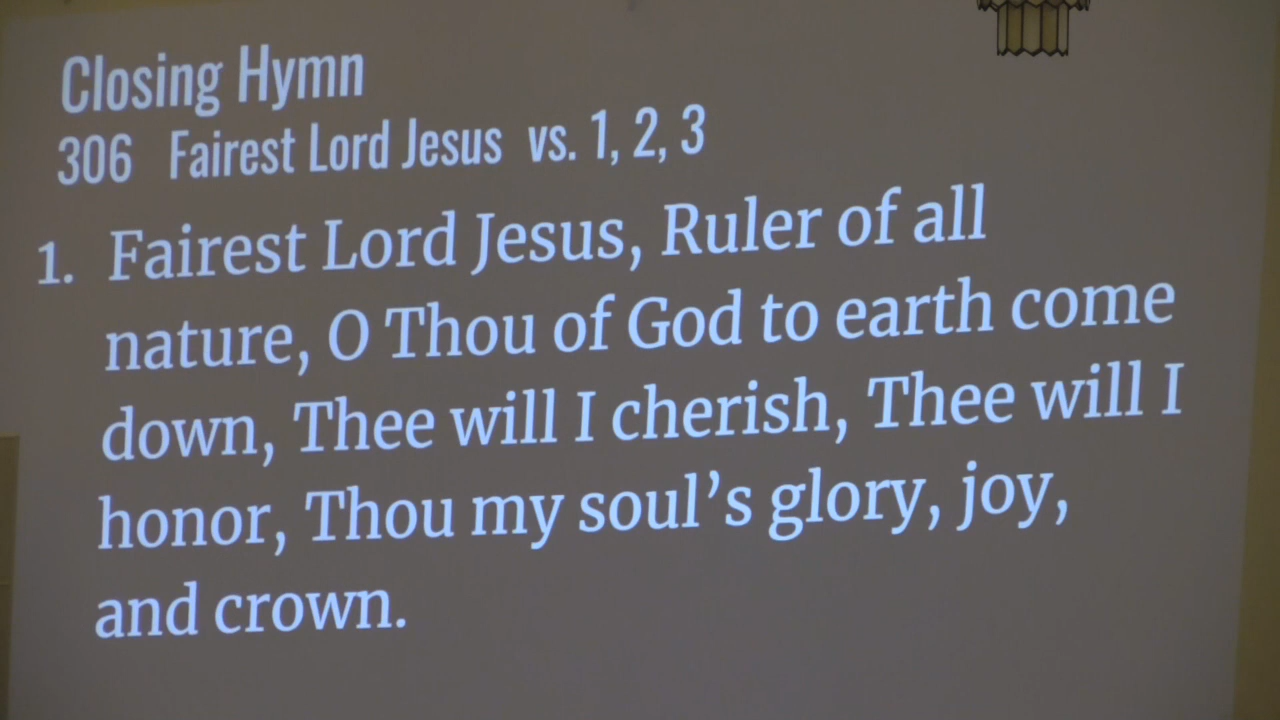 Closing Hymn
306 Fairest Lord Jesus vs. 1, 2, 3
1. Fairest Lord Jesus, Ruler of all
nature, O Thou of God to earth come
down, Thee will I cherish, Thee will I
honor, Thou my soul’s glory, joy,
and crown.